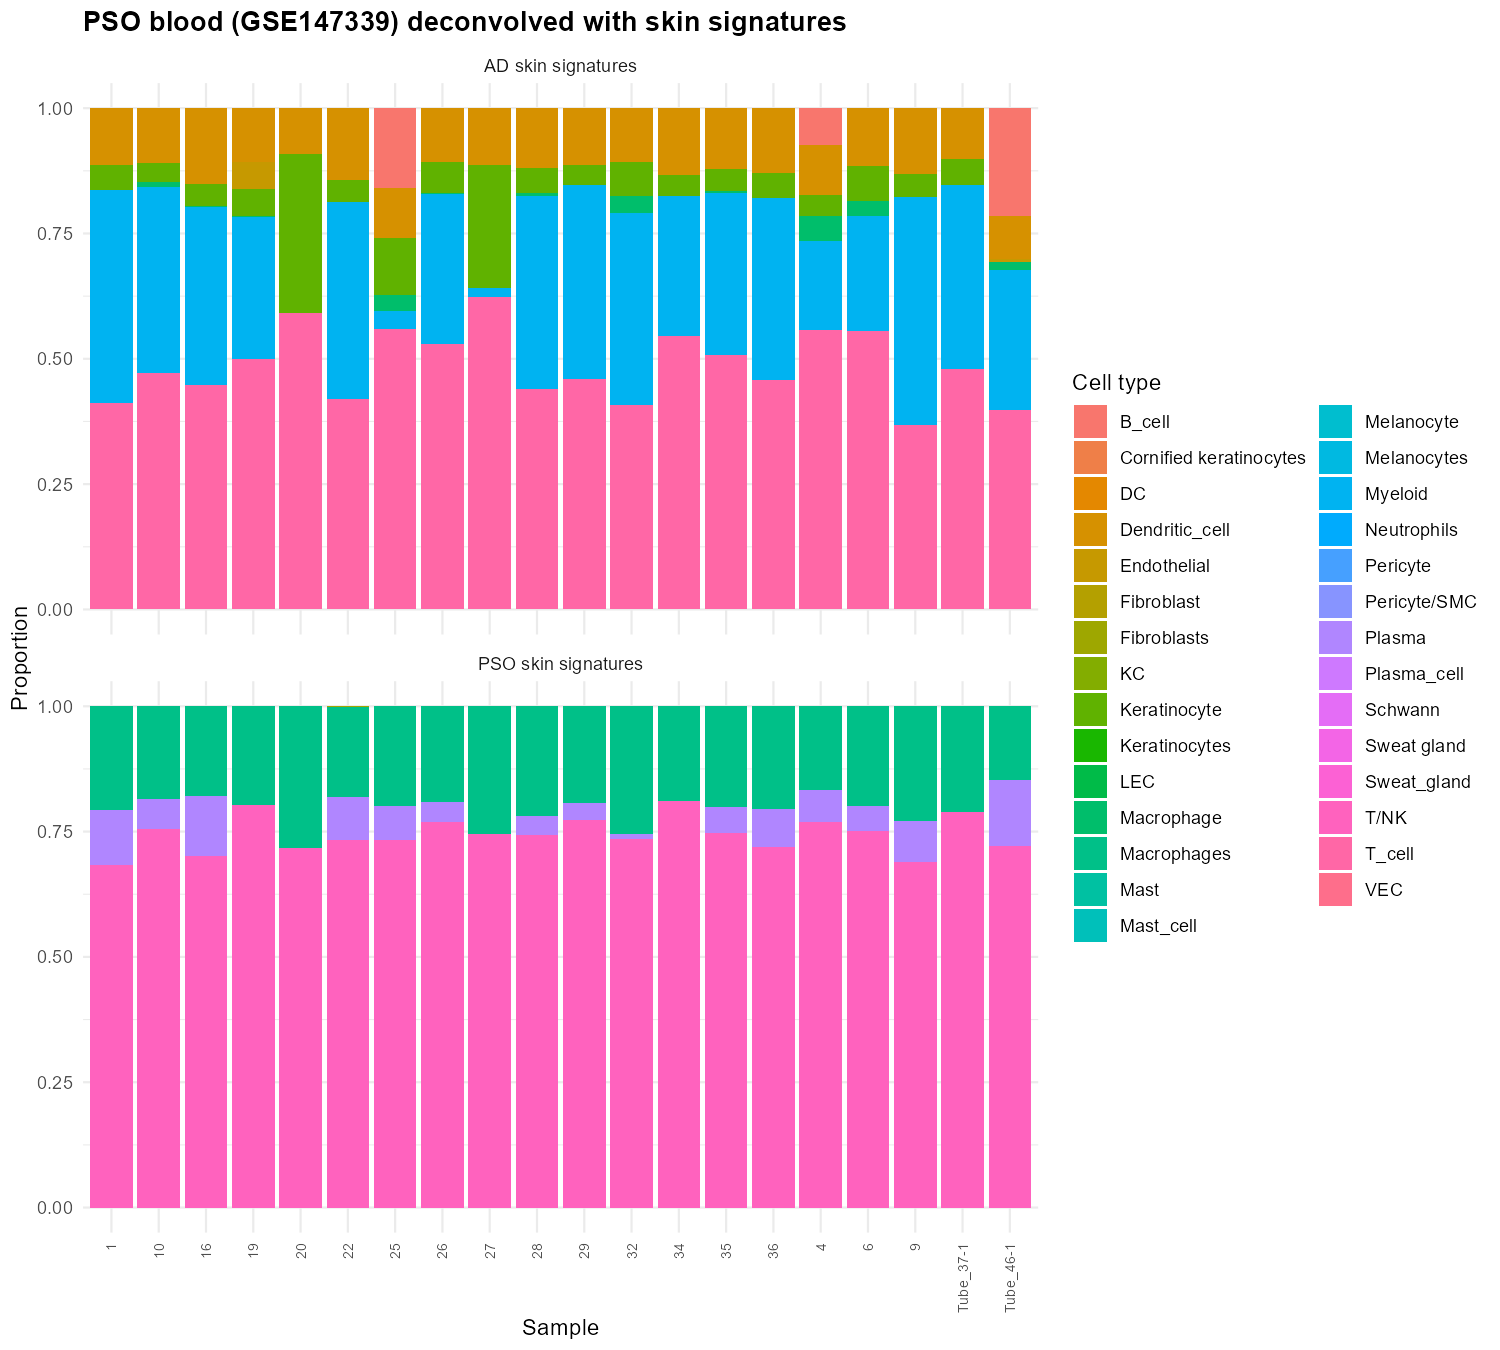 PSO blood (GSE147339) deconvolved with skin signatures
AD skin signatures
1.00
0.75
0.50
0.25
0.00
PSO skin signatures
1.00
0.75
0.50
0.25
0.00
Proportion
1
10
16
19
20
22
25
26
27
28
29
32
34
35
36
4
6
9
Tube_37-1
Tube_46-1
Sample
Cell type
B_cell
Cornified keratinocytes
DC
Dendritic_cell
Endothelial
Fibroblast
Fibroblasts
KC
Keratinocyte
Keratinocytes
LEC
Macrophage
Macrophages
Mast
Mast_cell
Melanocyte
Melanocytes
Myeloid
Neutrophils
Pericyte
Pericyte/SMC
Plasma
Plasma_cell
Schwann
Sweat gland
Sweat_gland
T/NK
T_cell
VEC